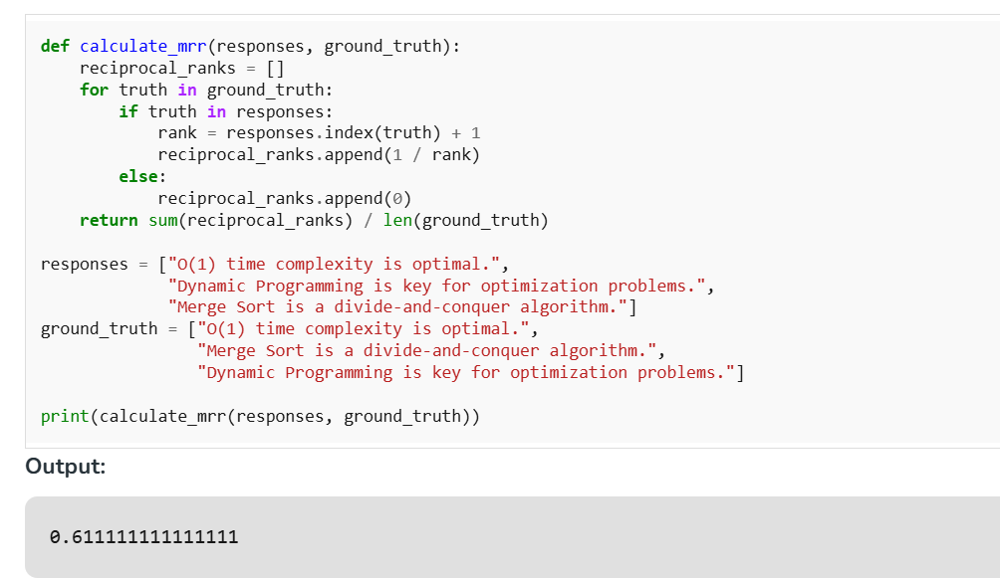 def calculate_mrr(responses, ground_truth):
    reciprocal_ranks = []
    for truth in ground_truth:
        if truth in responses:
            rank = responses.index(truth) + 1
            reciprocal_ranks.append(1 / rank)
        else:
            reciprocal_ranks.append(0)
    return sum(reciprocal_ranks) / len(ground_truth)

responses = ["O(1) time complexity is optimal.",
             "Dynamic Programming is key for optimization problems.",
             "Merge Sort is a divide-and-conquer algorithm."]
ground_truth = ["O(1) time complexity is optimal.",
                "Merge Sort is a divide-and-conquer algorithm.",
                "Dynamic Programming is key for optimization problems."]

print(calculate_mrr(responses, ground_truth))
Output:
0.611111111111111